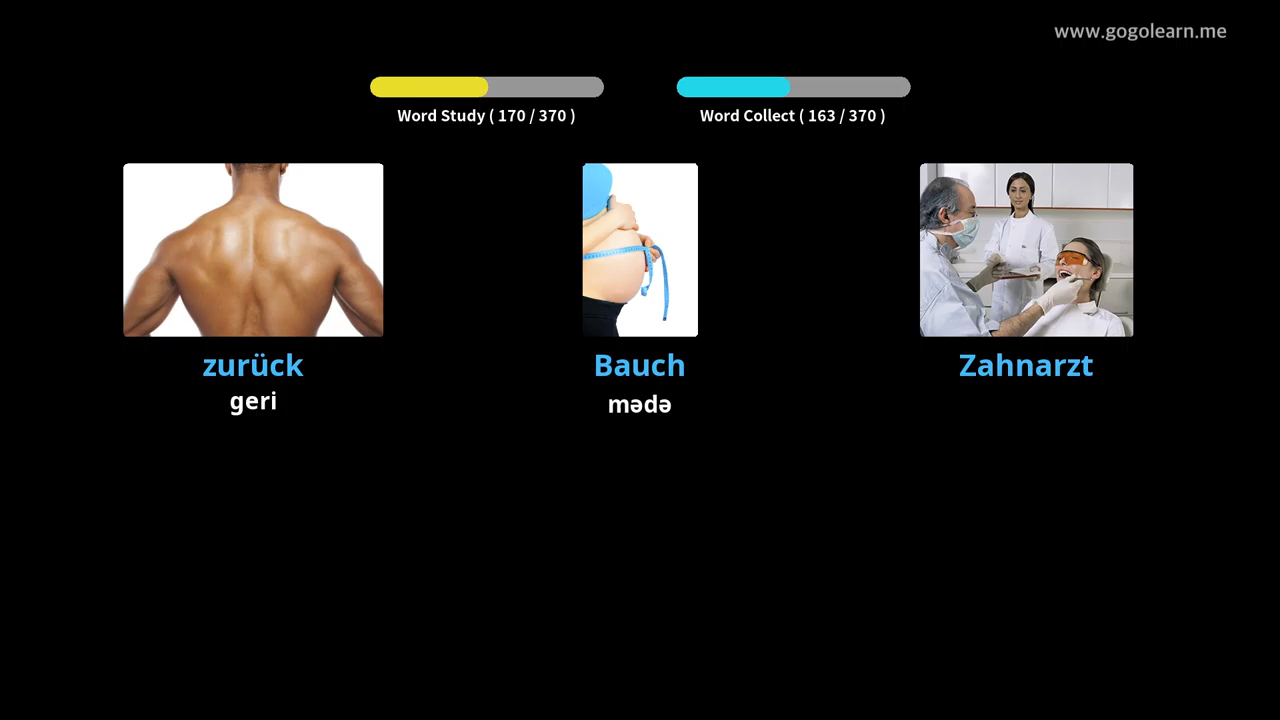 www.gogolearn.me
Word Study ( 170 / 370 )
Word Collect ( 163 / 370 )
zurück
geri
Bauch
mədə
Zahnarzt